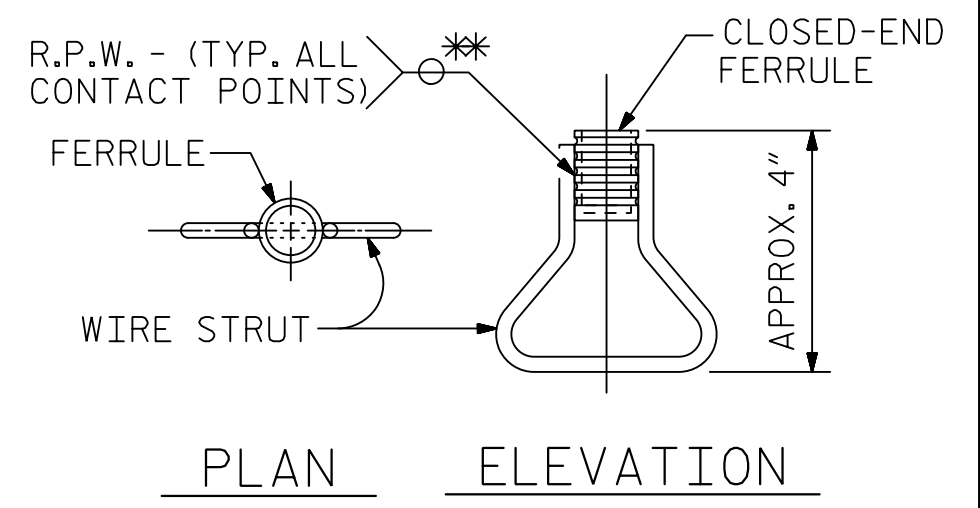 R.P.W. - (TYP. ALL
CONTACT POINTS)
**
CLOSED-END
FERRULE
FERRULE
WIRE STRUT
APPROX. 4"
PLAN
ELEVATION